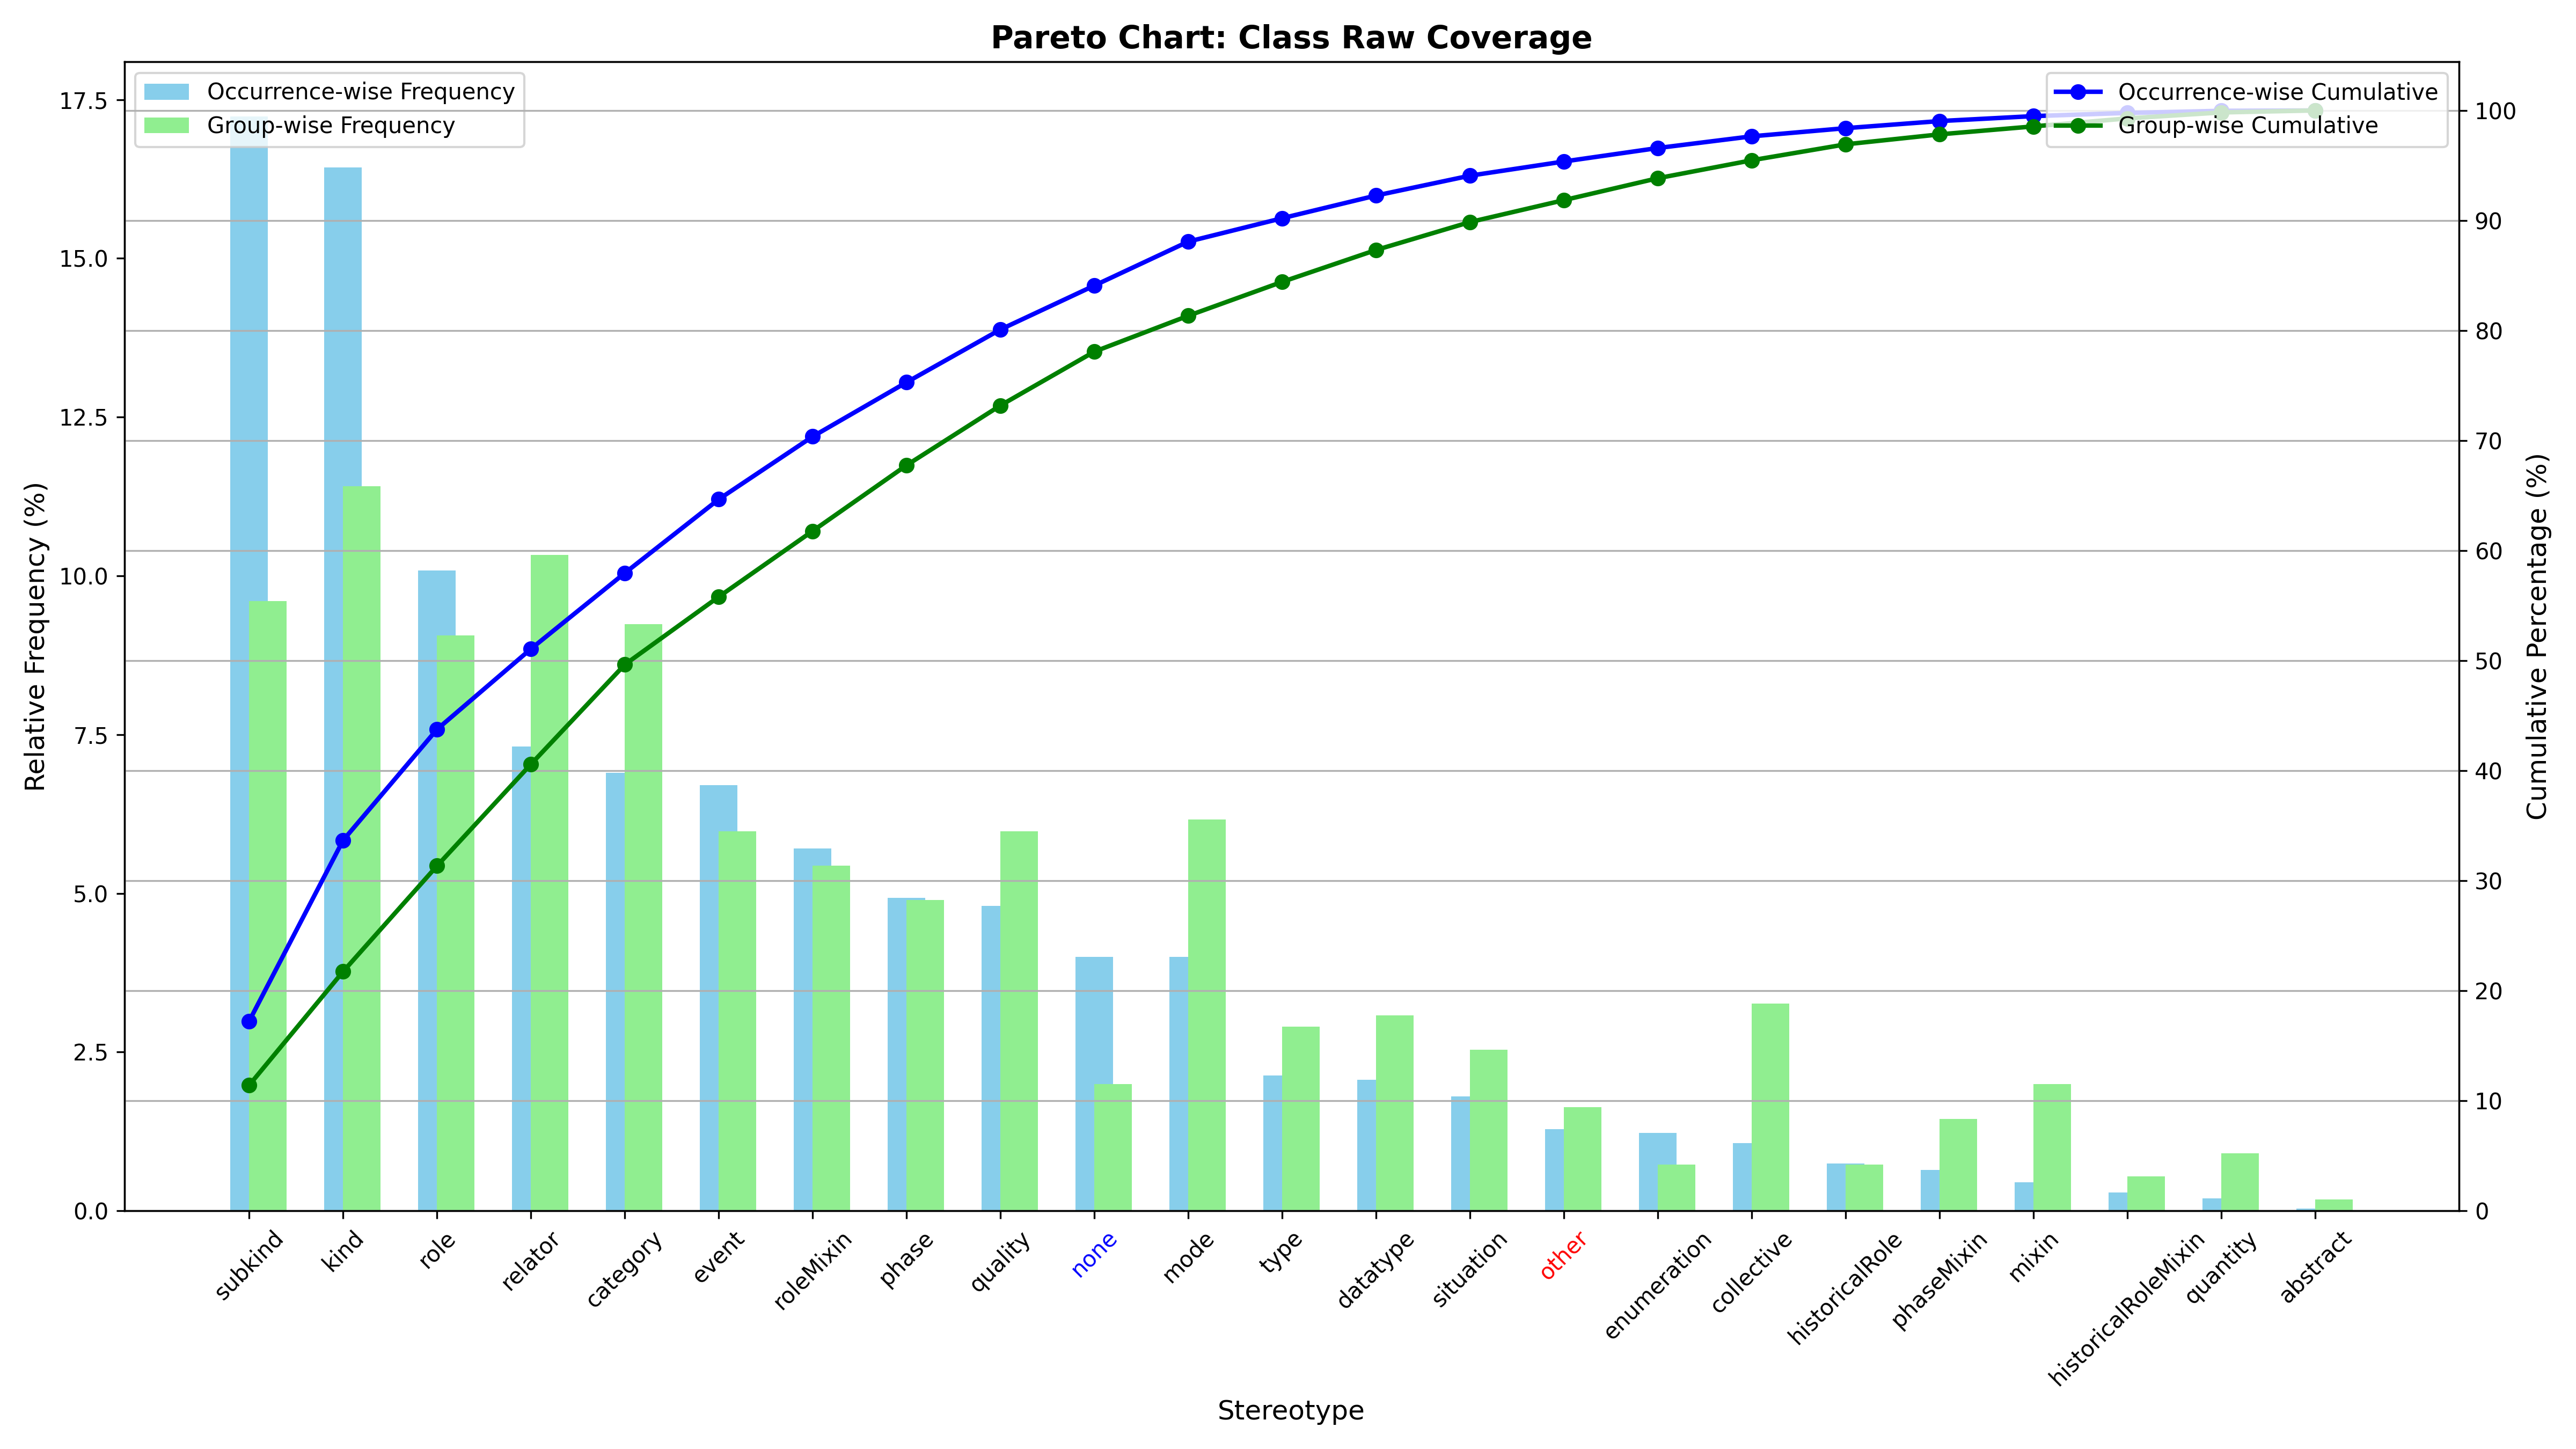 Pareto Chart: Class Raw Coverage
Occurrence-wise Frequency
Group-wise Frequency
Occurrence-wise Cumulative
Group-wise Cumulative
Relative Frequency (%)
17.5
15.0
12.5
10.0
7.5
5.0
2.5
0.0
Cumulative Percentage (%)
100
90
80
70
60
50
40
30
20
10
0
subkind
kind
role
relator
category
event
roleMixin
phase
quality
none
mode
type
datatype
situation
other
enumeration
collective
historicalRole
phaseMixin
mixin
historicalRoleMixin
quantity
abstract
Stereotype